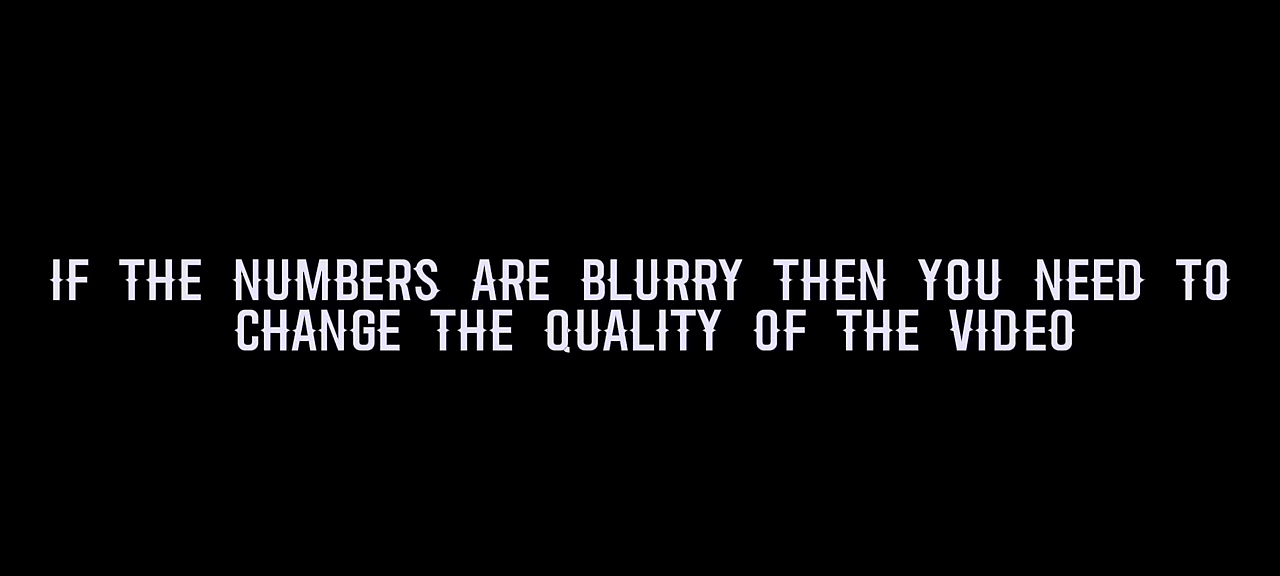 IF THE NUMBERS ARE BLURRY THEN YOU NEED TO
CHANGE THE QUALITY OF THE VIDEO